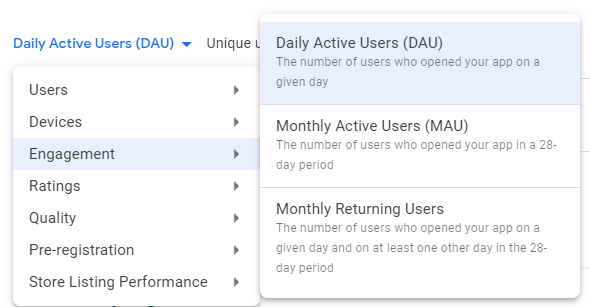 Daily Active Users (DAU)
Unique
Users
Devices
Engagement
Ratings
Quality
Pre-registration
Store Listing Performance
Daily Active Users (DAU)
The number of users who opened your app on a
given day
Monthly Active Users (MAU)
The number of users who opened your app in a 28-
day period
Monthly Returning Users
The number of users who opened your app on a
given day and on at least one other day in the 28-
day period